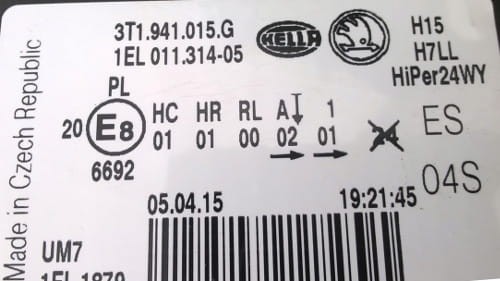 3T1.941.015.G
1EL 011.314-05
HELLA
H15
H7LL
HiPer24WY
Made in Czech Republic
PL
20 E8
6692
HC HR RL A 1
01 01 00 02 01
24
ES
04S
05.04.15 19:21:45
UM7
1EL 1879